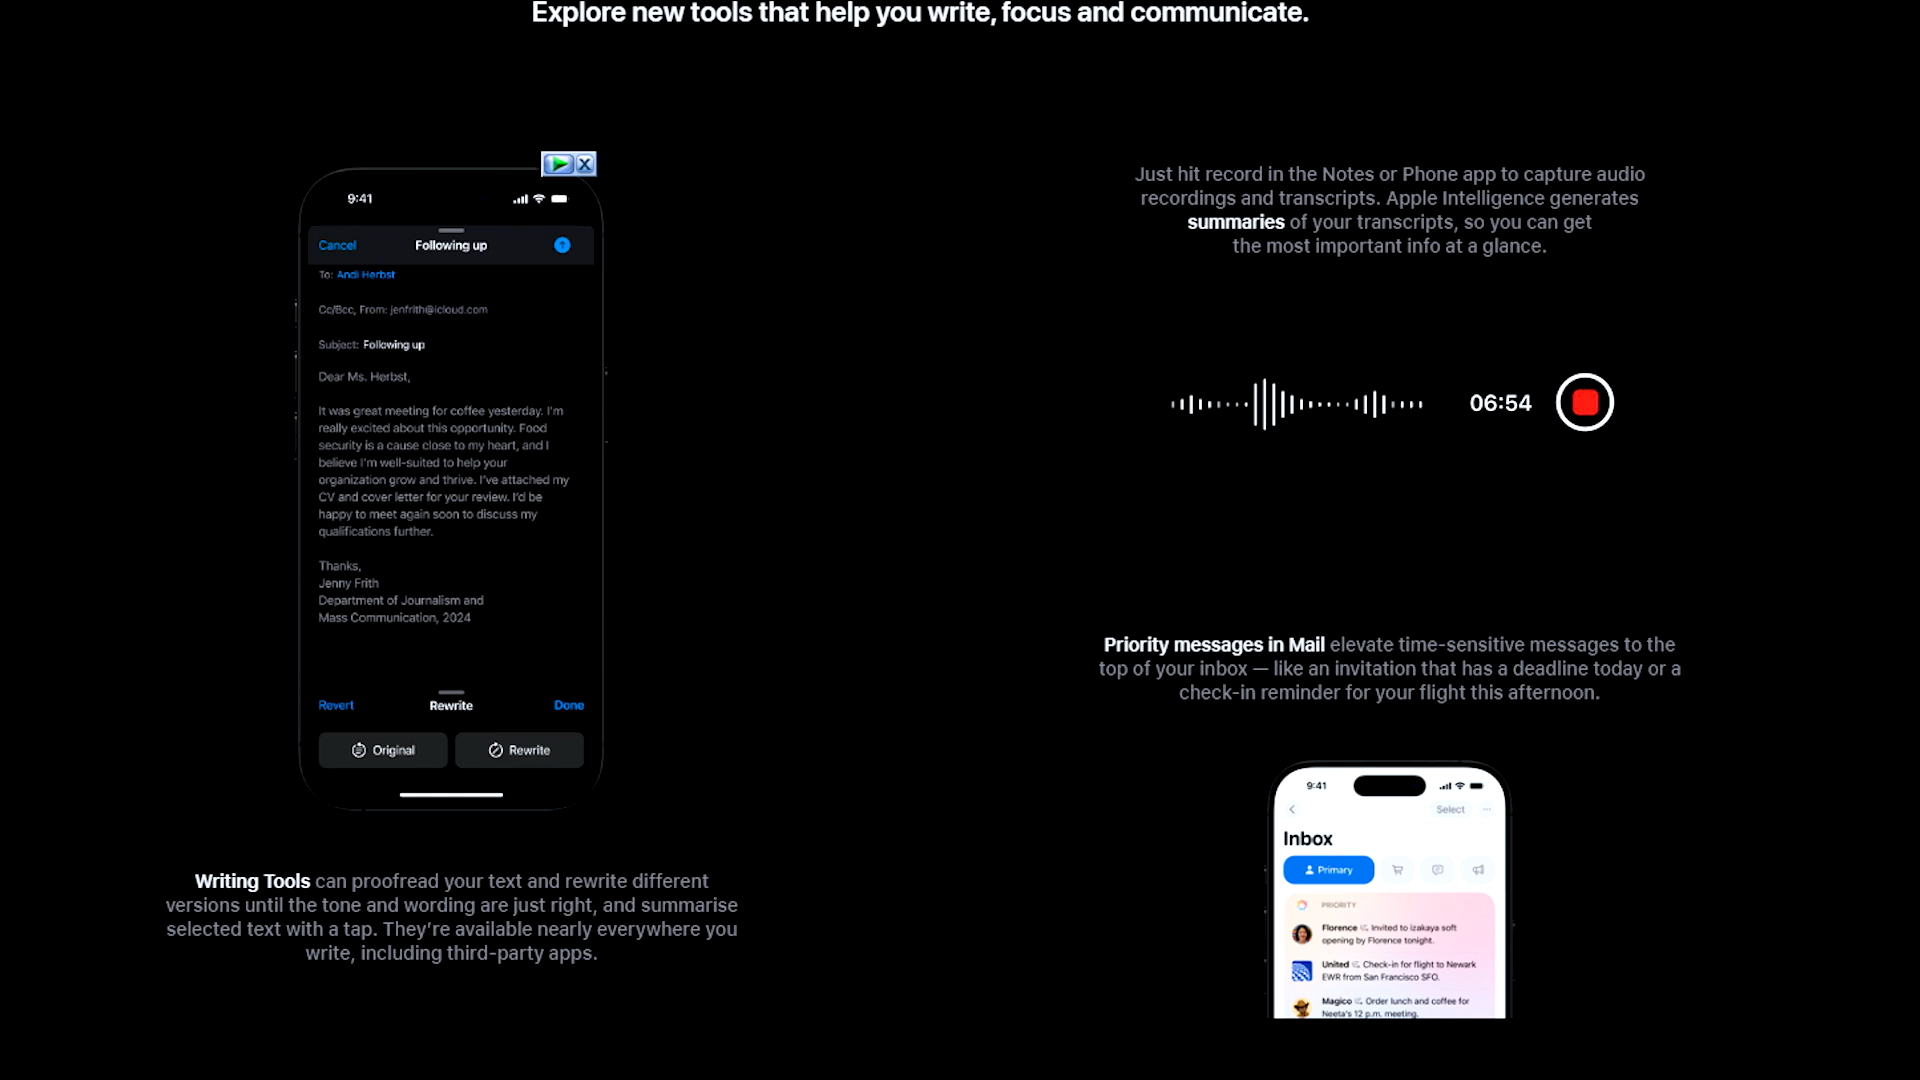 Explore new tools that help you write, focus and communicate.
9:41
Cancel
Following up
To: Andi Herbst
Cc/Bcc, From: jenfrith@icloud.com
Subject: Following up
Dear Ms. Herbst,
It was great meeting for coffee yesterday. I'm
really excited about this opportunity. Food
security is a cause close to my heart, and I
believe I'm well-suited to help your
organization grow and thrive. I've attached my
CV and cover letter for your review. I'd be
happy to meet again soon to discuss my
qualifications further.
Thanks,
Jenny Frith
Department of Journalism and
Mass Communication, 2024
Revert
Rewrite
Done
Original
Rewrite
Writing Tools can proofread your text and rewrite different
versions until the tone and wording are just right, and summarise
selected text with a tap. They're available nearly everywhere you
write, including third-party apps.
Just hit record in the Notes or Phone app to capture audio
recordings and transcripts. Apple Intelligence generates
summaries of your transcripts, so you can get
the most important info at a glance.
06:54
Priority messages in Mail elevate time-sensitive messages to the
top of your inbox — like an invitation that has a deadline today or a
check-in reminder for your flight this afternoon.
9:41
Select
Inbox
Primary
PRIORITY
Florence Invited to izakaya soft
opening by Florence tonight.
United Check-in for flight to Newark
EWR from San Francisco SFO.
Magico Order lunch and coffee for
Neeta's 12 p.m. meeting.